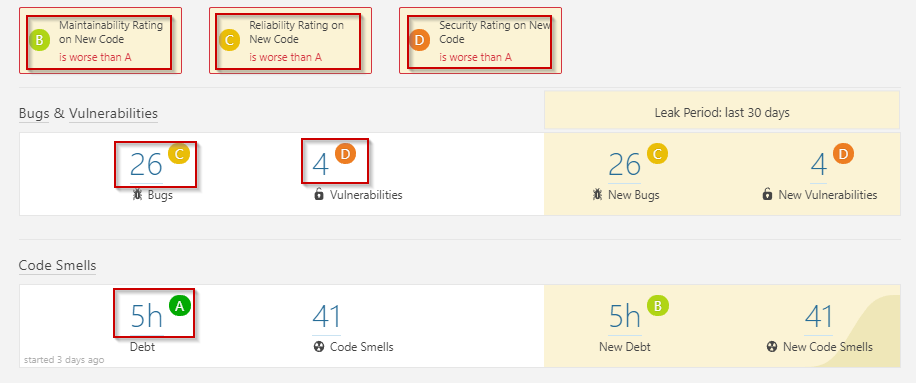 Maintainability Rating
on New Code
B
is worse than A
Reliability Rating on
New Code
C
is worse than A
Security Rating on New
Code
D
is worse than A
Bugs & Vulnerabilities
Leak Period: last 30 days
26 C
Bugs
4 D
Vulnerabilities
26 C
New Bugs
4 D
New Vulnerabilities
Code Smells
5h A
Debt
41
Code Smells
5h B
New Debt
41
New Code Smells
started 3 days ago